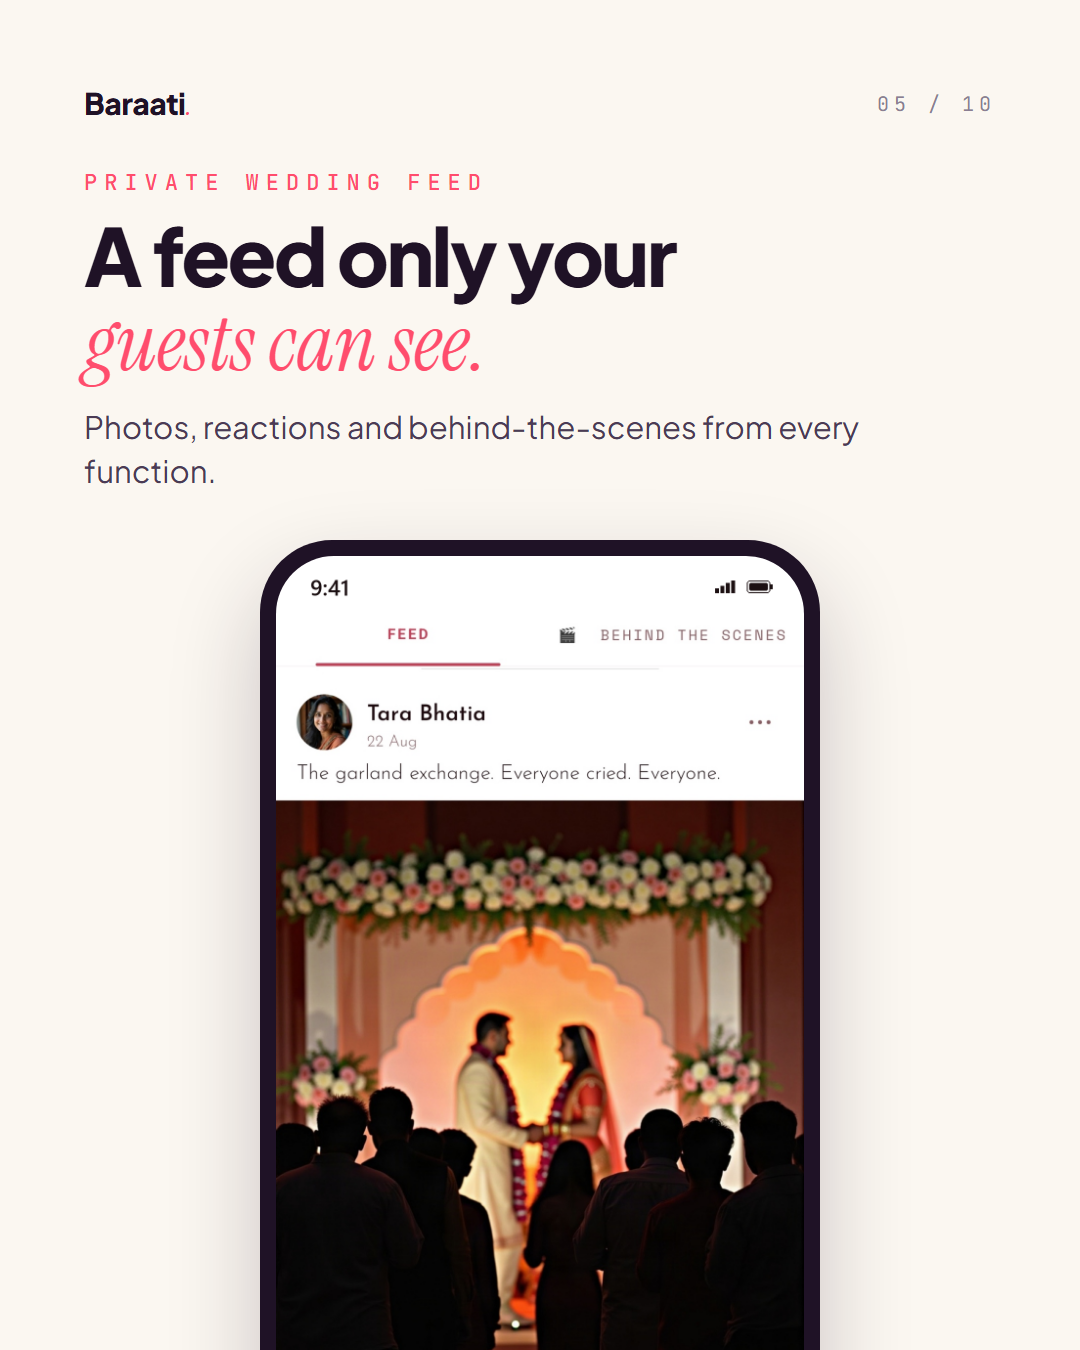 Baraati.
05 / 10
PRIVATE WEDDING FEED
A feed only your
guests can see.
Photos, reactions and behind-the-scenes from every
function.
9:41
FEED
🎬 BEHIND THE SCENES
Tara Bhatia
22 Aug
The garland exchange. Everyone cried. Everyone.